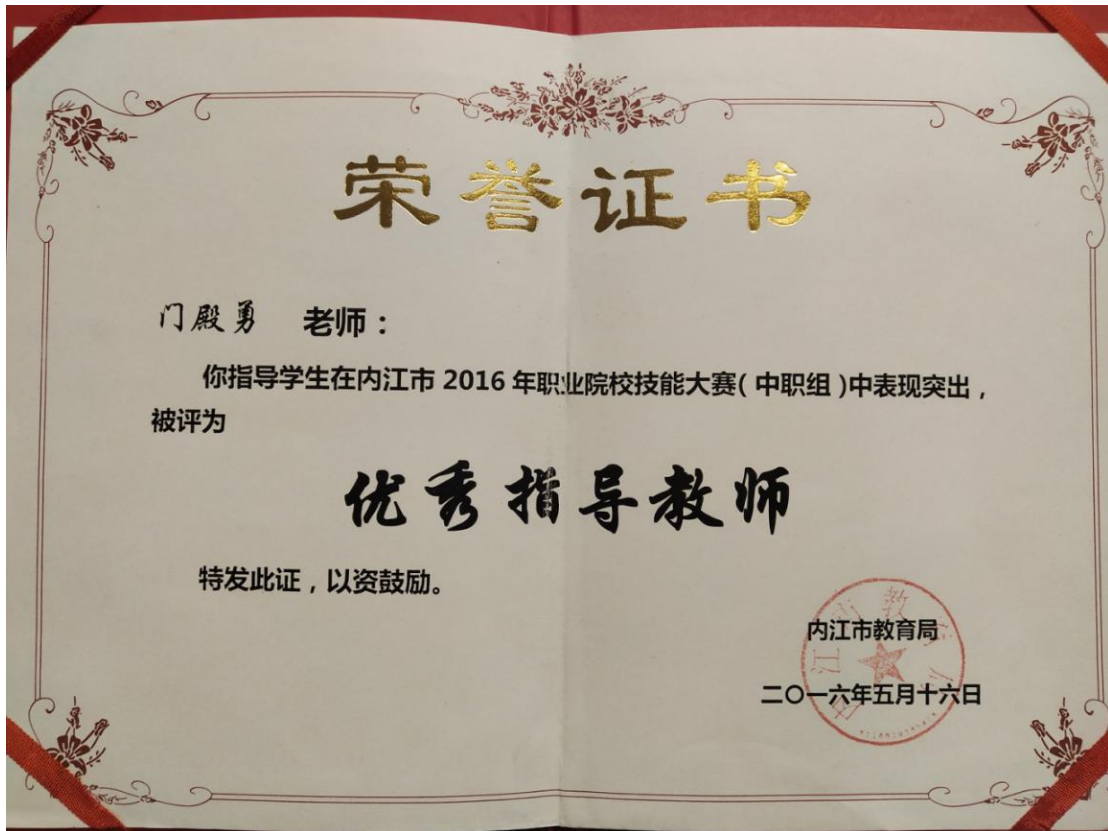 荣誉证书
门殿勇 老师：
你指导学生在内江市 2016 年职业院校技能大赛（中职组）中表现突出，
被评为
优秀指导教师
特发此证，以资鼓励。
内江市教育局
二〇一六年五月十六日